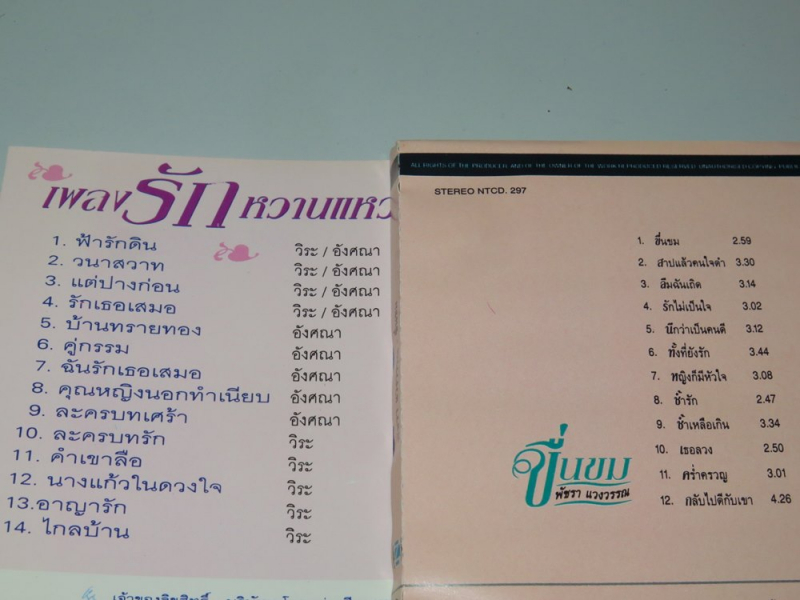 เพลงรักหวานแหว
1. ฟ้ารักดิน วิระ / อังศณา
2. วนาสวาท วิระ / อังศณา
3. แต่ปางก่อน วิระ / อังศณา
4. รักเธอเสมอ วิระ / อังศณา
5. บ้านทรายทอง อังศณา
6. คู่กรรม อังศณา
7. ฉันรักเธอเสมอ อังศณา
8. คุณหญิงนอกทำเนียบ อังศณา
9. ละครบทเศร้า อังศณา
10. ละครบทรัก วิระ
11. คำเขาลือ วิระ
12. นางแก้วในดวงใจ วิระ
13.อาญารัก วิระ
14. ไกลบ้าน วิระ
ALL RIGHTS OF THE PRODUCER AND OF THE OWNER OF THE WORK REPRODUCED RESERVED
STEREO NTCD. 297
1. ขื่นขม 2.59
2. สาปแล้วคนใจดำ 3.30
3. ลืมฉันเถิด 3.14
4. รักไม่เป็นใจ 3.02
5. นึกว่าเป็นคนดี 3.12
6. ทั้งที่ยังรัก 3.44
7. หญิงก็มีหัวใจ 3.08
8. ช้ำรัก 2.47
9. ช้ำเหลือเกิน 3.34
10. เธอลวง 2.50
11. คร่ำครวญ 3.01
12. กลับไปดีกับเขา 4.26
ขื่นขม
พัชรา แวงวรรณ